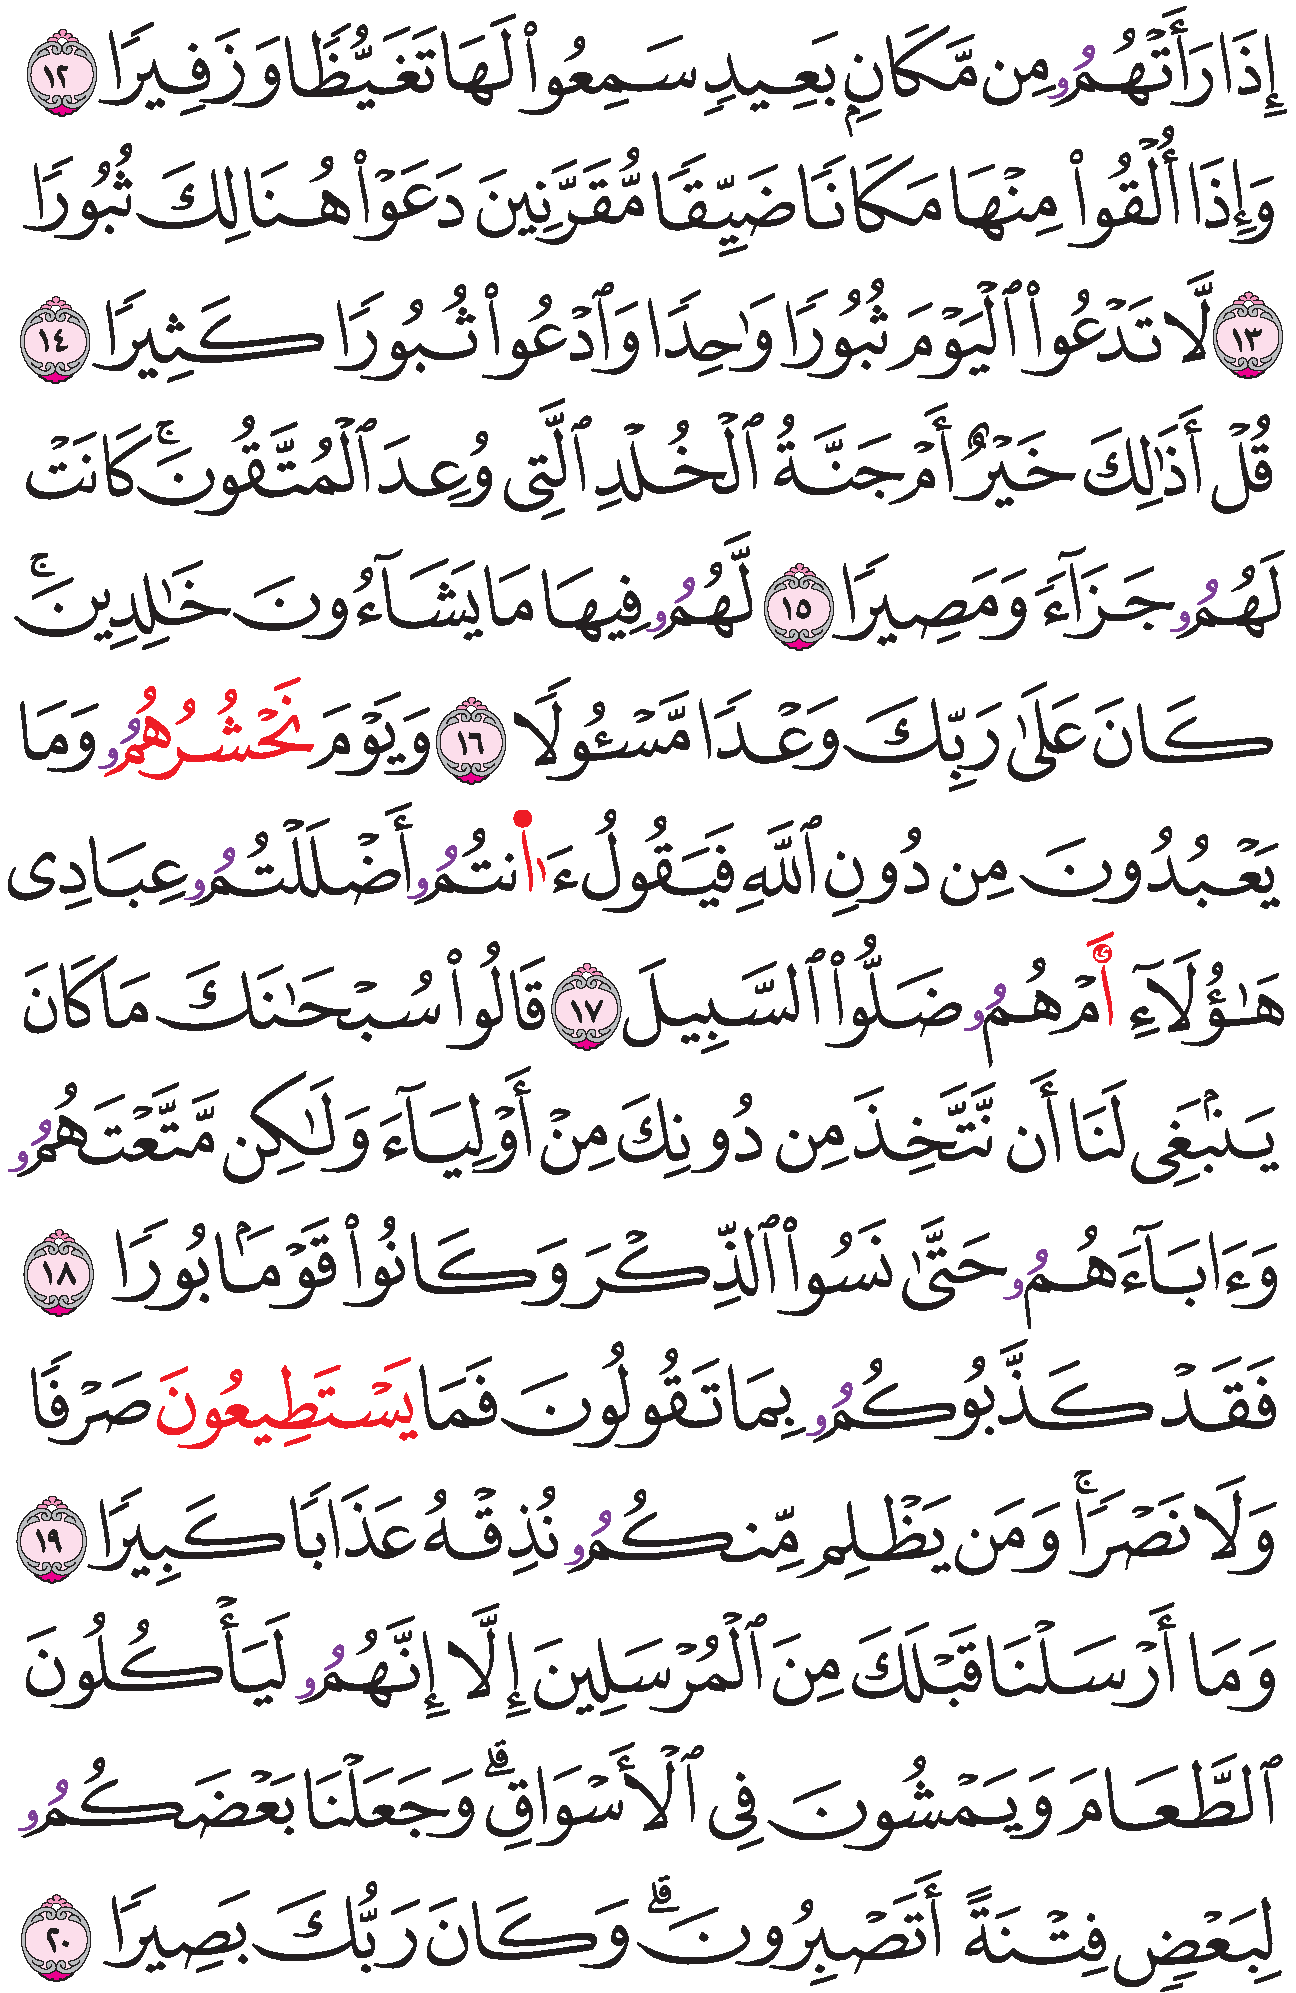 إِذَا رَأَتْهُمُۥ مِن مَّكَانِۭ بَعِيدٍ سَمِعُواْ لَهَا تَغَيُّظًا وَزَفِيرًا ١٢
وَإِذَا أُلْقُواْ مِنْهَا مَكَانًا ضَيِّقًا مُّقَرَّنِينَ دَعَوْاْ هُنَالِكَ ثُبُورًا
١٣ لَّا تَدْعُواْ ٱلْيَوْمَ ثُبُورًا وَٰحِدًا وَٱدْعُواْ ثُبُورًا كَثِيرًا ١٤
قُلْ أَذَٰلِكَ خَيْرٌ أَمْ جَنَّةُ ٱلْخُلْدِ ٱلَّتِى وُعِدَ ٱلْمُتَّقُونَۚ كَانَتْ
لَهُمُۥ جَزَآءً وَمَصِيرًا ١٥ لَّهُمُۥ فِيهَا مَا يَشَآءُونَ خَٰلِدِينَۚ
كَانَ عَلَىٰ رَبِّكَ وَعْدًا مَّسْـُٔولًا ١٦ وَيَوْمَ نَحْشُرُهُمُۥ وَمَا
يَعْبُدُونَ مِن دُونِ ٱللَّهِ فَيَقُولُ ءَا۬نتُمُۥ أَضْلَلْتُمُۥ عِبَادِى
هَٰٓؤُلَآءِ أَمْ هُمُۥ ضَلُّواْ ٱلسَّبِيلَ ١٧ قَالُواْ سُبْحَٰنَكَ مَا كَانَ
يَنۢبَغِى لَنَا أَن نَّتَّخِذَ مِن دُونِكَ مِنْ أَوْلِيَآءَ وَلَٰكِن مَّتَّعْتَهُمُۥ
وَءَابَآءَهُمُۥ حَتَّىٰ نَسُواْ ٱلذِّكْرَ وَكَانُواْ قَوْمَۢا بُورًا ١٨
فَقَدْ كَذَّبُوكُمُۥ بِمَا تَقُولُونَ فَمَا يَسْتَطِيعُونَ صَرْفًا
وَلَا نَصْرًاۚ وَمَن يَظْلِم مِّنكُمُۥ نُذِقْهُ عَذَابًا كَبِيرًا ١٩
وَمَا أَرْسَلْنَا قَبْلَكَ مِنَ ٱلْمُرْسَلِينَ إِلَّا إِنَّهُمُۥ لَيَأْكُلُونَ
ٱلطَّعَامَ وَيَمْشُونَ فِى ٱلْأَسْوَاقِۗ وَجَعَلْنَا بَعْضَكُمُۥ
لِبَعْضٍ فِتْنَةً أَتَصْبِرُونَۗ وَكَانَ رَبُّكَ بَصِيرًا ٢٠